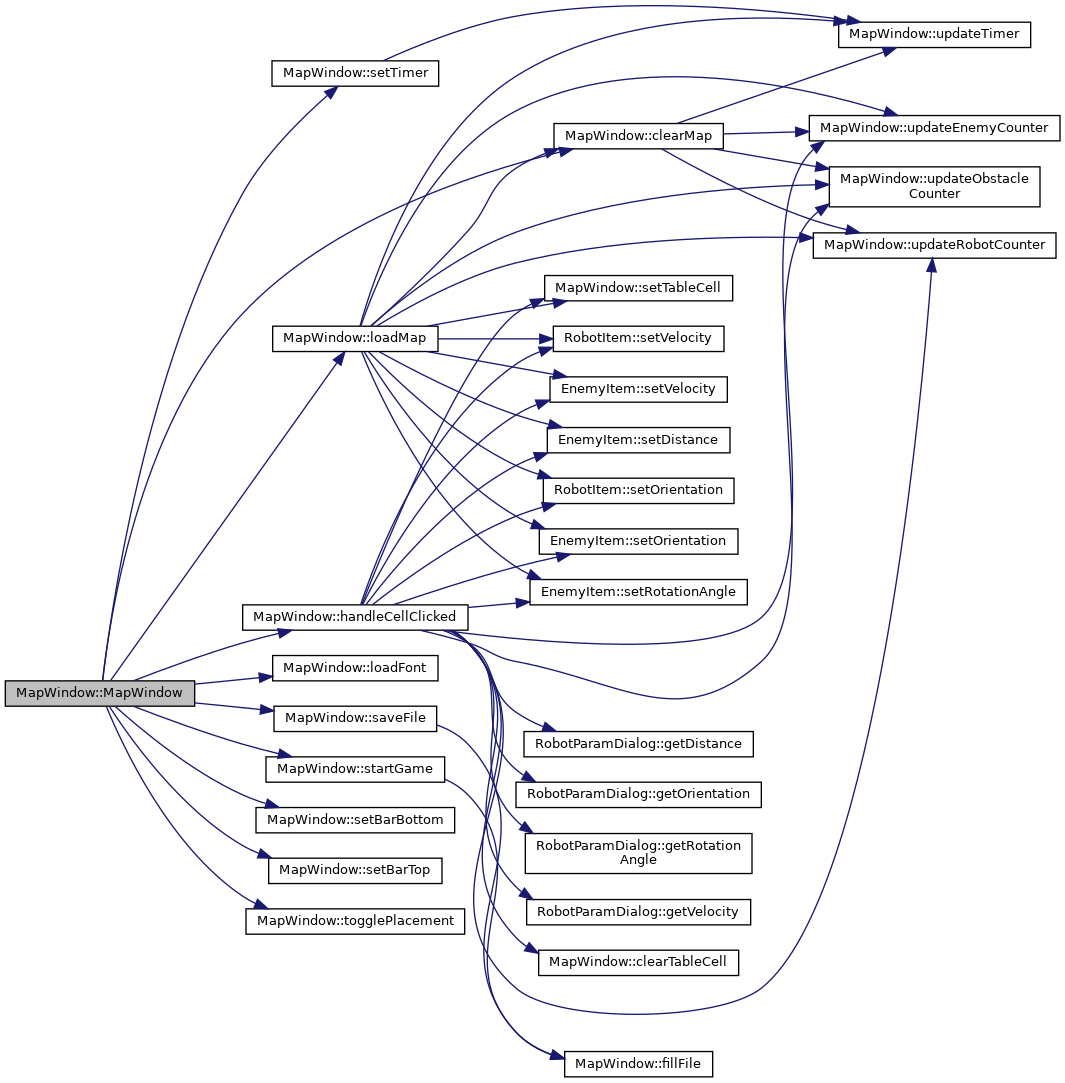 MapWindow::updateTimer
MapWindow::setTimer
MapWindow::updateEnemyCounter
MapWindow::clearMap
MapWindow::updateObstacle
Counter
MapWindow::updateRobotCounter
MapWindow::setTableCell
MapWindow::loadMap
RobotItem::setVelocity
EnemyItem::setVelocity
EnemyItem::setDistance
RobotItem::setOrientation
EnemyItem::setOrientation
EnemyItem::setRotationAngle
MapWindow::handleCellClicked
MapWindow::loadFont
MapWindow::MapWindow
MapWindow::saveFile
RobotParamDialog::getDistance
MapWindow::startGame
RobotParamDialog::getOrientation
MapWindow::setBarBottom
RobotParamDialog::getRotation
Angle
MapWindow::setBarTop
RobotParamDialog::getVelocity
MapWindow::togglePlacement
MapWindow::clearTableCell
MapWindow::fillFile